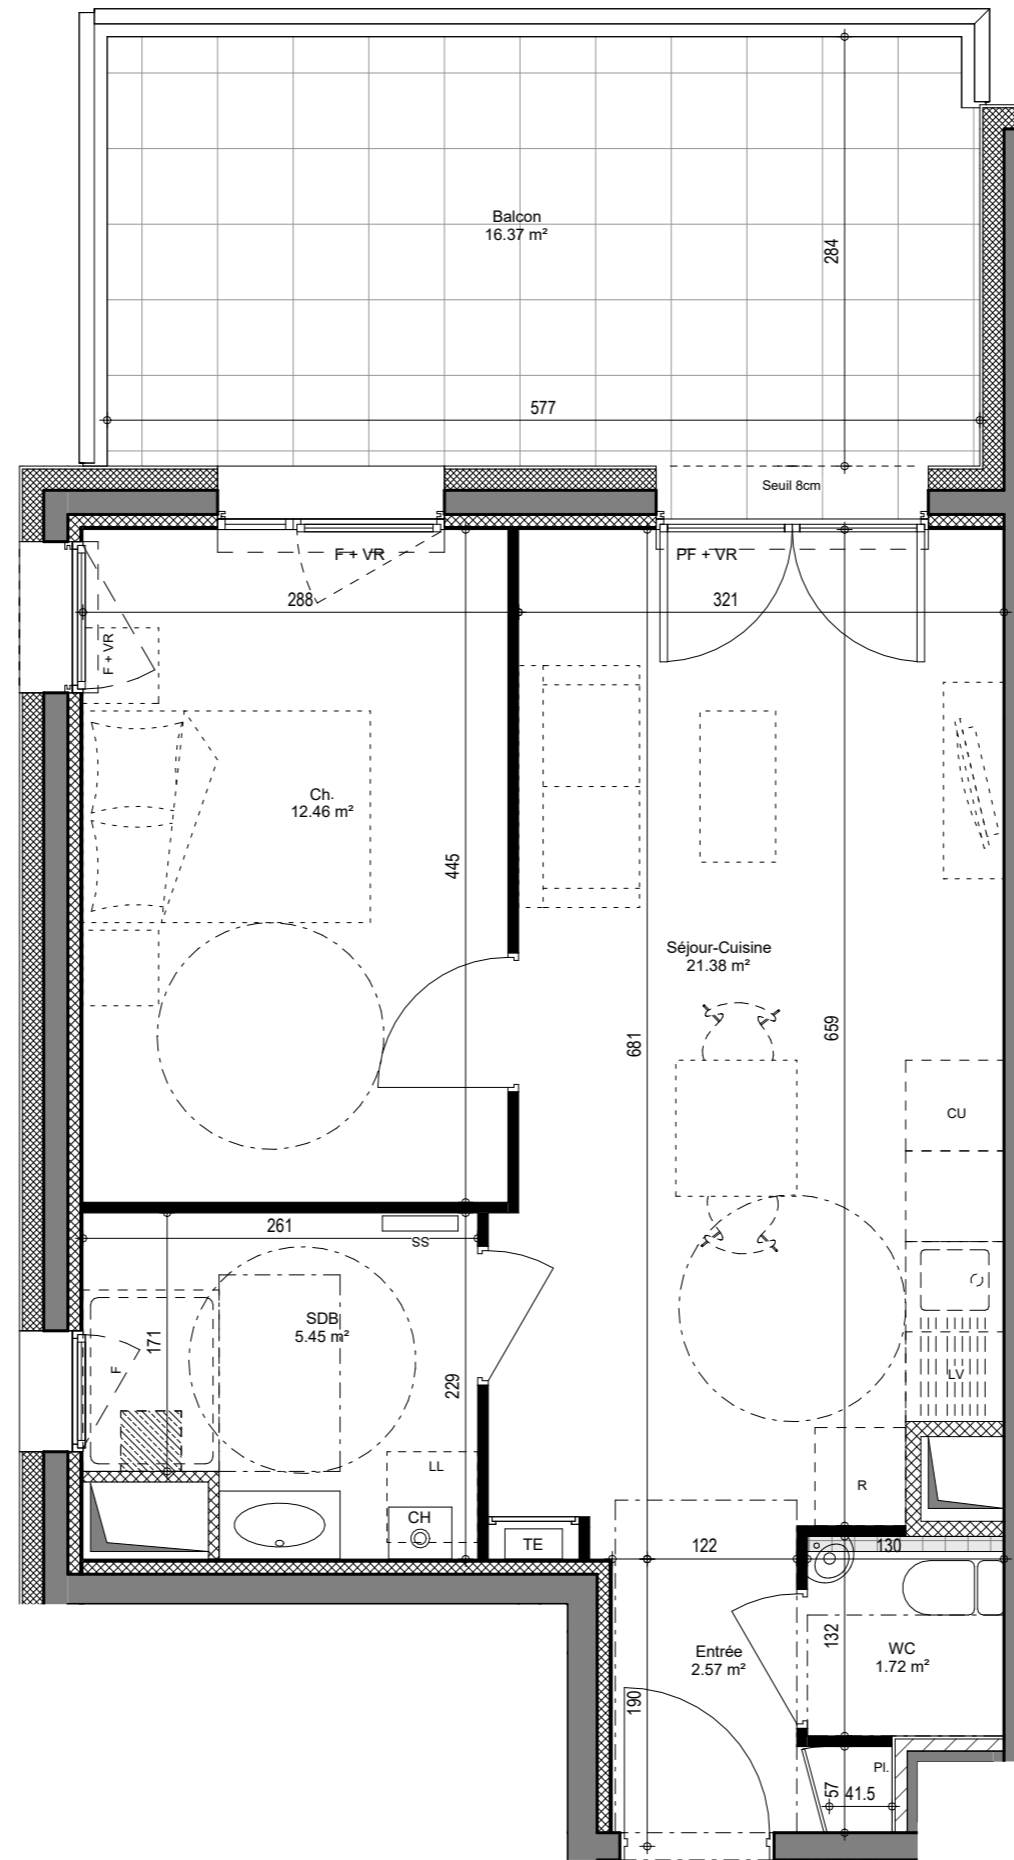 Balcon
16.37 m²
284
577
Seuil 8cm
F + VR
PF + VR
288
321
F + VR
Ch.
12.46 m²
445
Séjour-Cuisine
21.38 m²
681
659
CU
261
SS
SDB
5.45 m²
171
F
229
LV
LL
R
CH
TE
122
130
Entrée
2.57 m²
132
WC
1.72 m²
190
Pl.
57
41.5